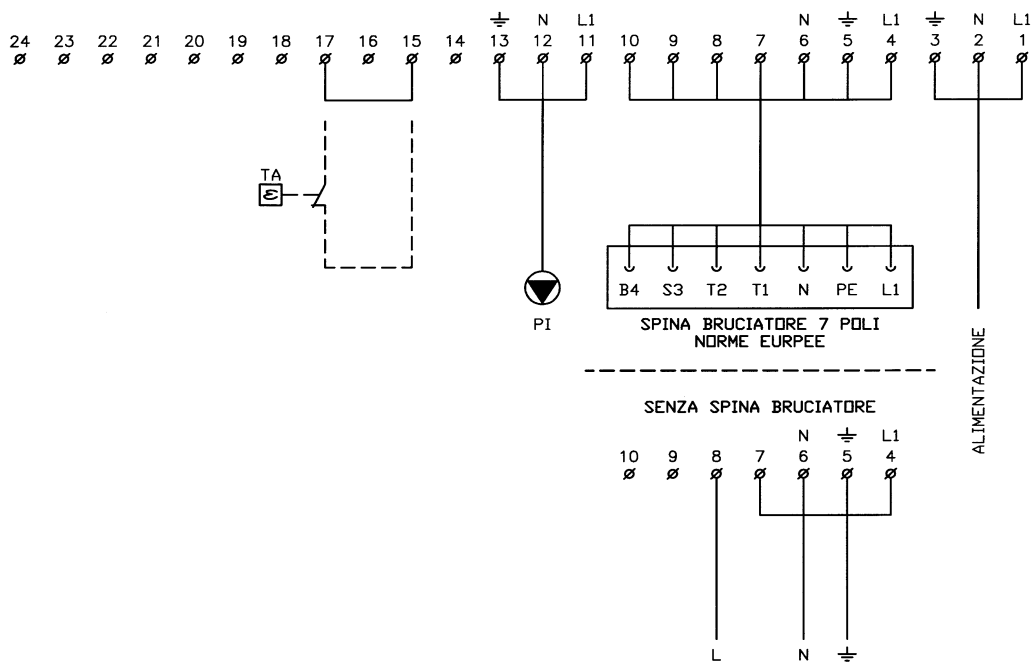 N L1 N L1 N L1
24 23 22 21 20 19 18 17 16 15 14 13 12 11 10 9 8 7 6 5 4 3 2 1
TA
B4 S3 T2 T1 N PE L1
PI
SPINA BRUCIATORE 7 POLI
NORME EURPEE
ALIMENTAZIONE
SENZA SPINA BRUCIATORE
N L1
10 9 8 7 6 5 4
L N